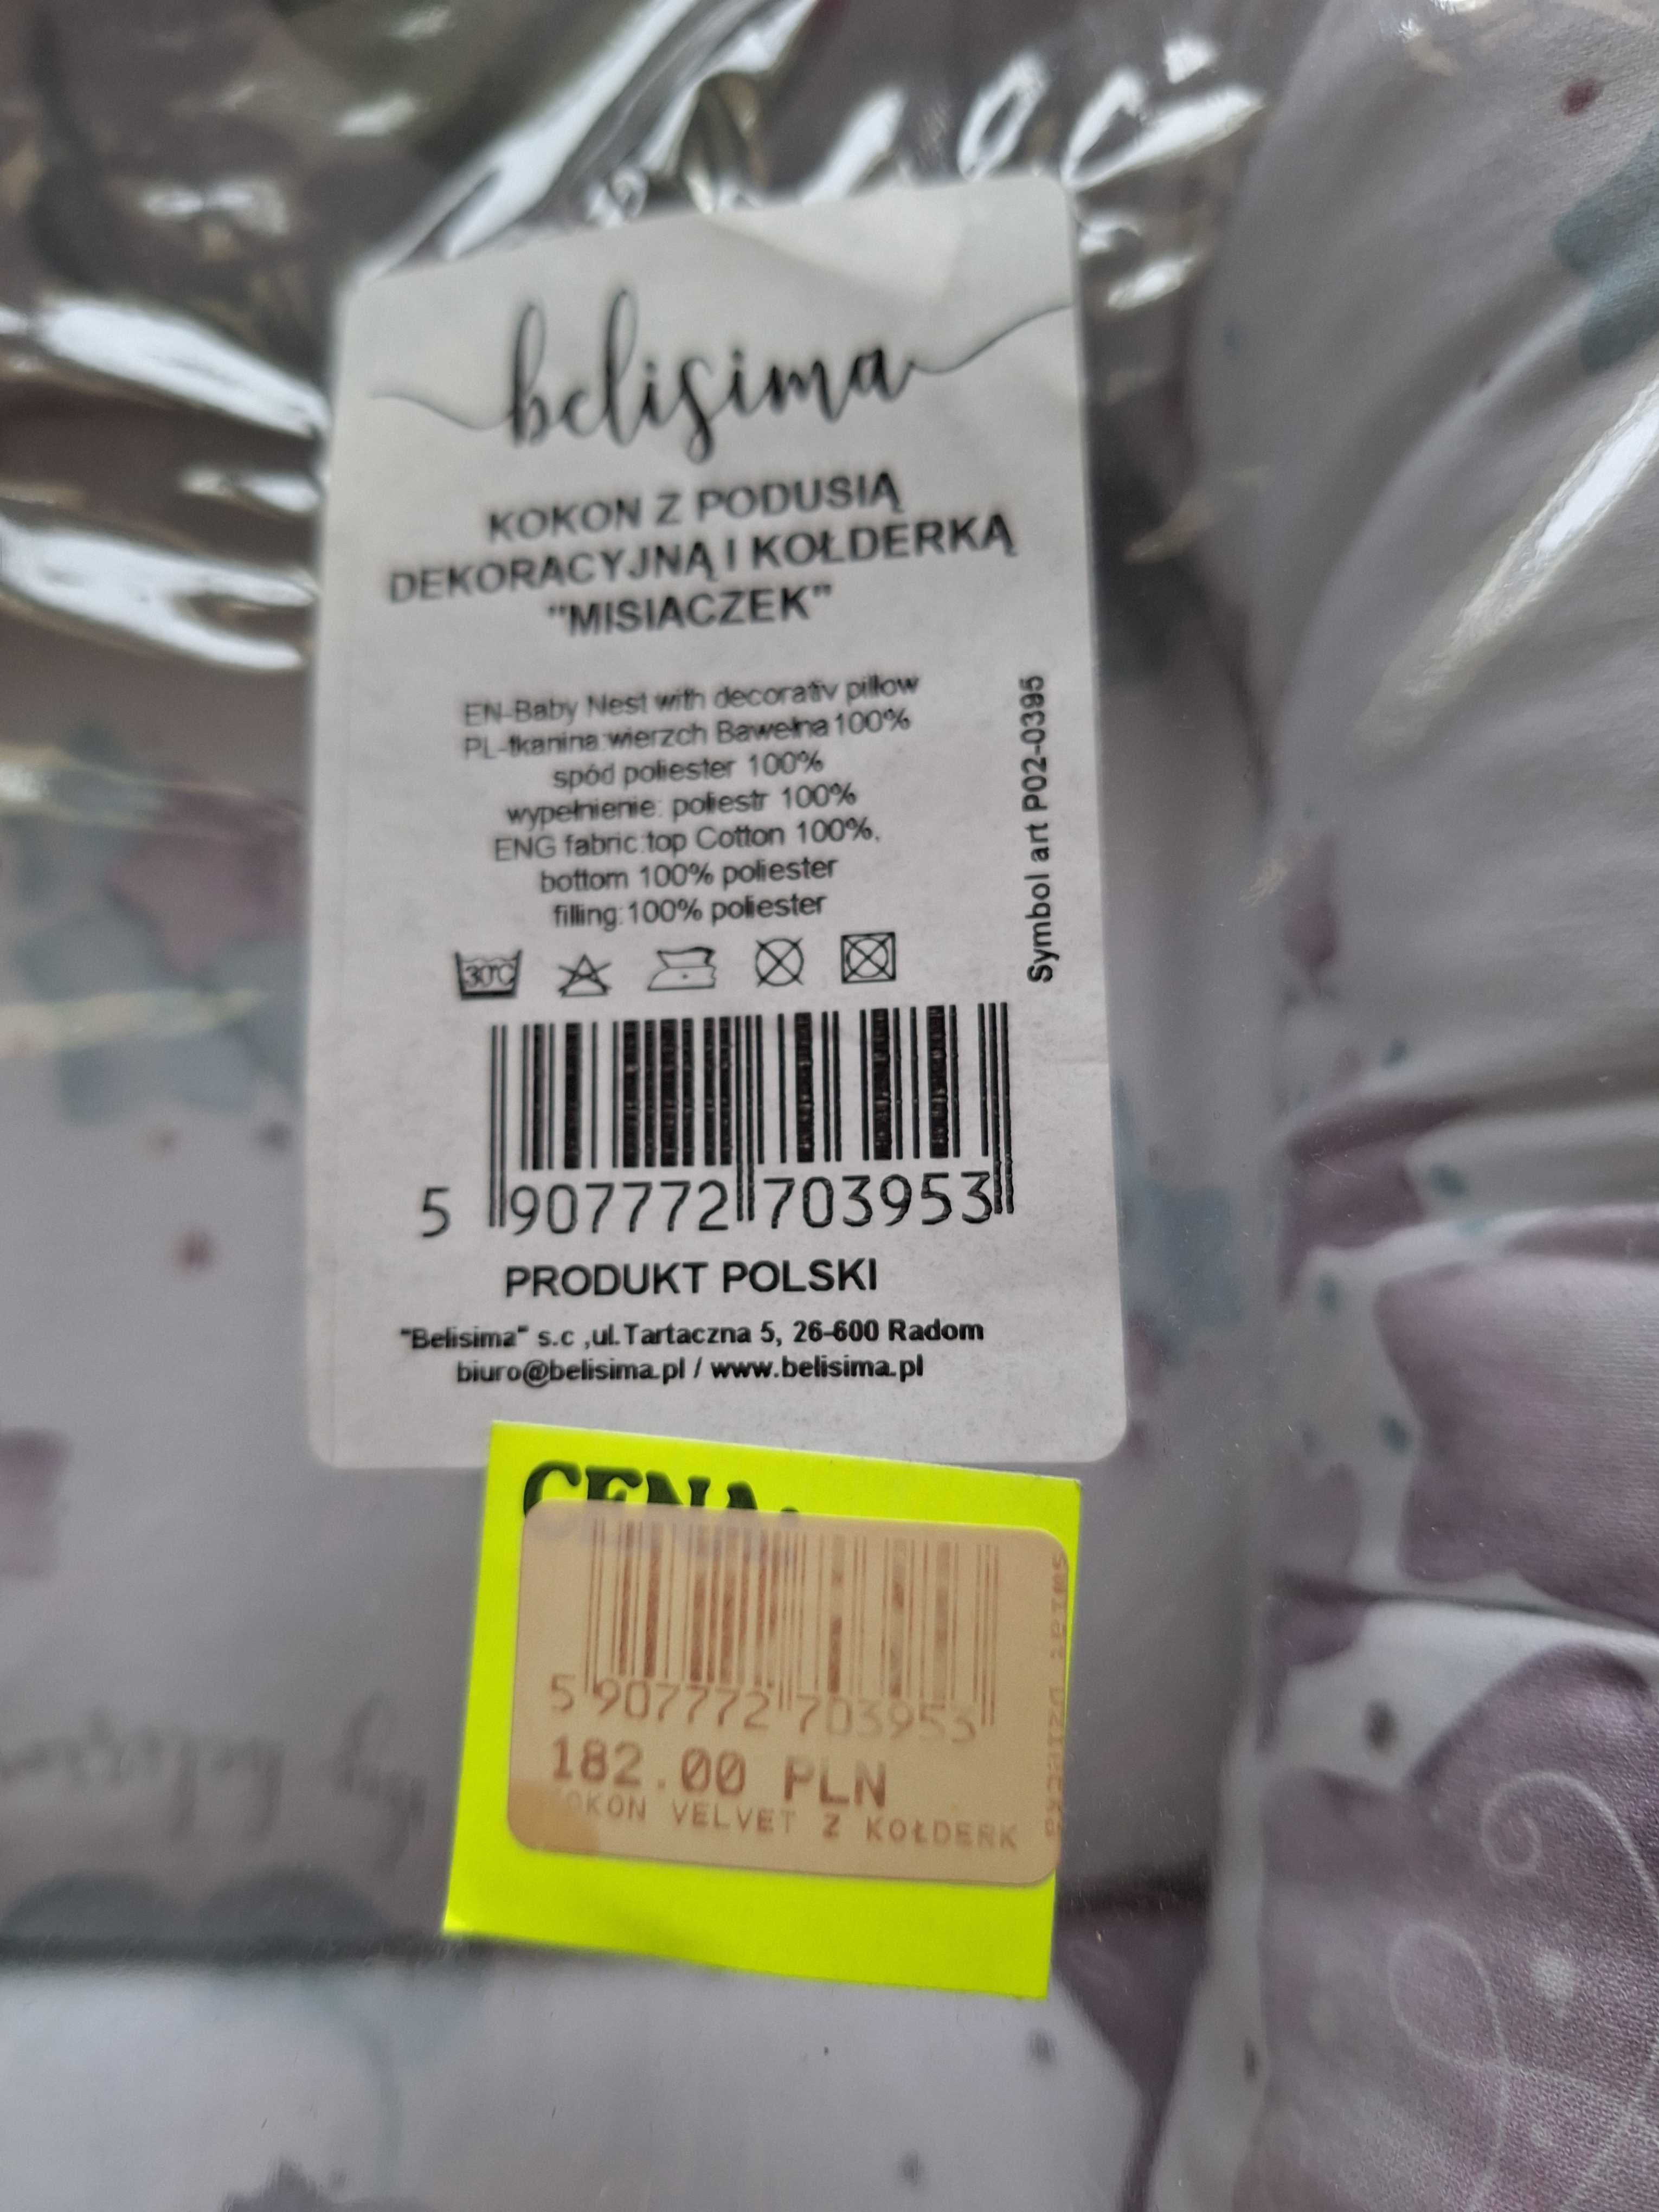 belisima
KOKON Z PODUSIĄ
DEKORACYJNĄ I KOŁDERKĄ
"MISIACZEK"
EN-Baby Nest with decorativ pillow
PL-tkanina:wierzch Bawełna 100%
spód poliester 100%
wypełnienie: poliestr 100%
ENG fabric:top Cotton 100%,
bottom 100% poliester
filling:100% poliester
Symbol art P02-0395
30°C
5 907772 703953
PRODUKT POLSKI
"Belisima" s.c ,ul.Tartaczna 5, 26-600 Radom
biuro@belisima.pl / www.belisima.pl
CENA:
5 907772 703953
182.00 PLN
KOKON VELVET Z KOŁDERK